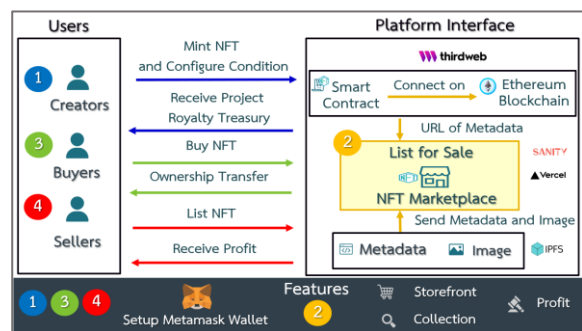 Users
Platform Interface
1
Creators
3
Buyers
4
Sellers
Mint NFT
and Configure Condition
Receive Project
Royalty Treasury
Buy NFT
Ownership Transfer
List NFT
Receive Profit
thirdweb
Smart
Contract
Connect on
Ethereum
Blockchain
URL of Metadata
2
List for Sale
NFT
NFT Marketplace
SANITY
Vercel
Send Metadata and Image
Metadata
Image
IPFS
1 3 4
Setup Metamask Wallet
Features
2
Storefront
Collection
Profit